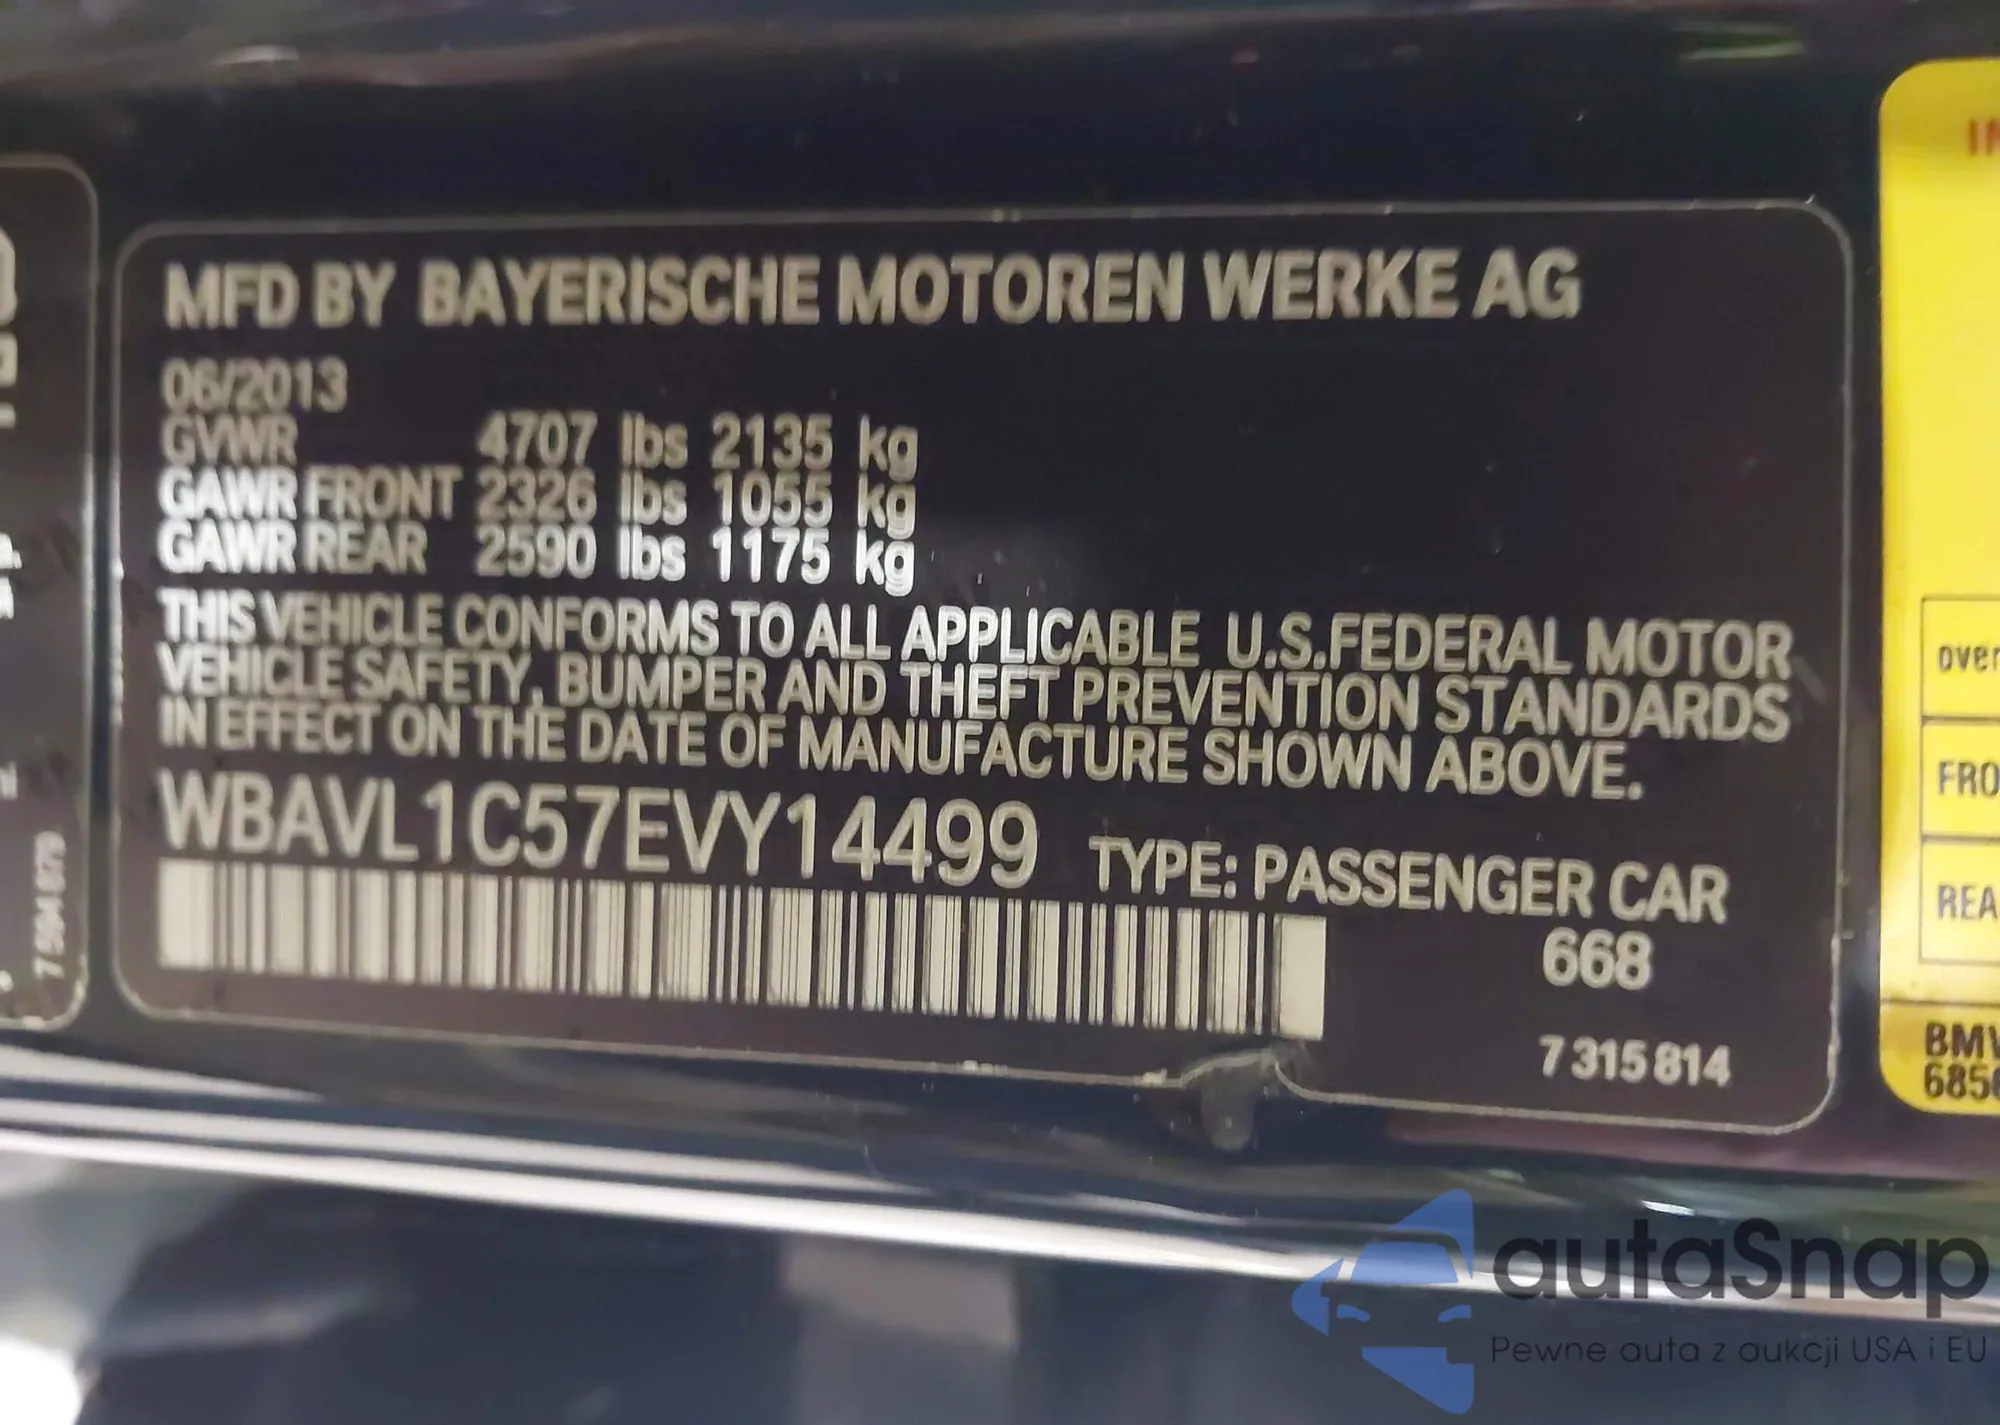 MFD BY BAYERISCHE MOTOREN WERKE AG
06/2013
GVWR 4707 lbs 2135 kg
GAWR FRONT 2326 lbs 1055 kg
GAWR REAR 2590 lbs 1175 kg
THIS VEHICLE CONFORMS TO ALL APPLICABLE U.S.FEDERAL MOTOR
VEHICLE SAFETY, BUMPER AND THEFT PREVENTION STANDARDS
IN EFFECT ON THE DATE OF MANUFACTURE SHOWN ABOVE.
WBAVL1C57EVY14499 TYPE: PASSENGER CAR
668
7 315 814
BMW
autaSnap
Pewne auta z aukcji USA i EU